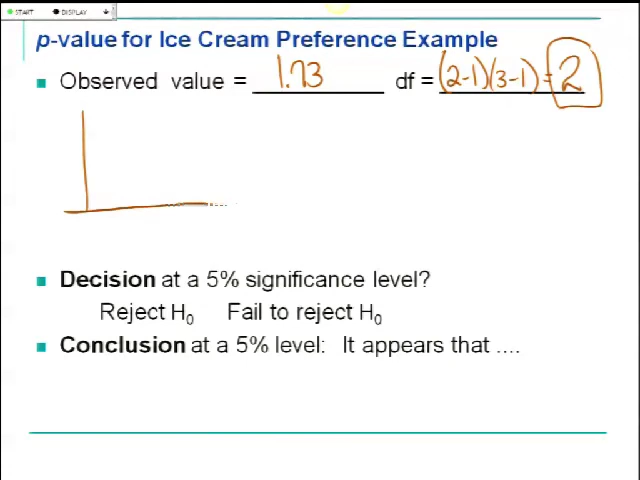 START DISPLAY
p-value for Ice Cream Preference Example
Observed value = 1.73 df = (2-1)(3-1) = 2
Decision at a 5% significance level?
Reject H₀ Fail to reject H₀
Conclusion at a 5% level: It appears that ....